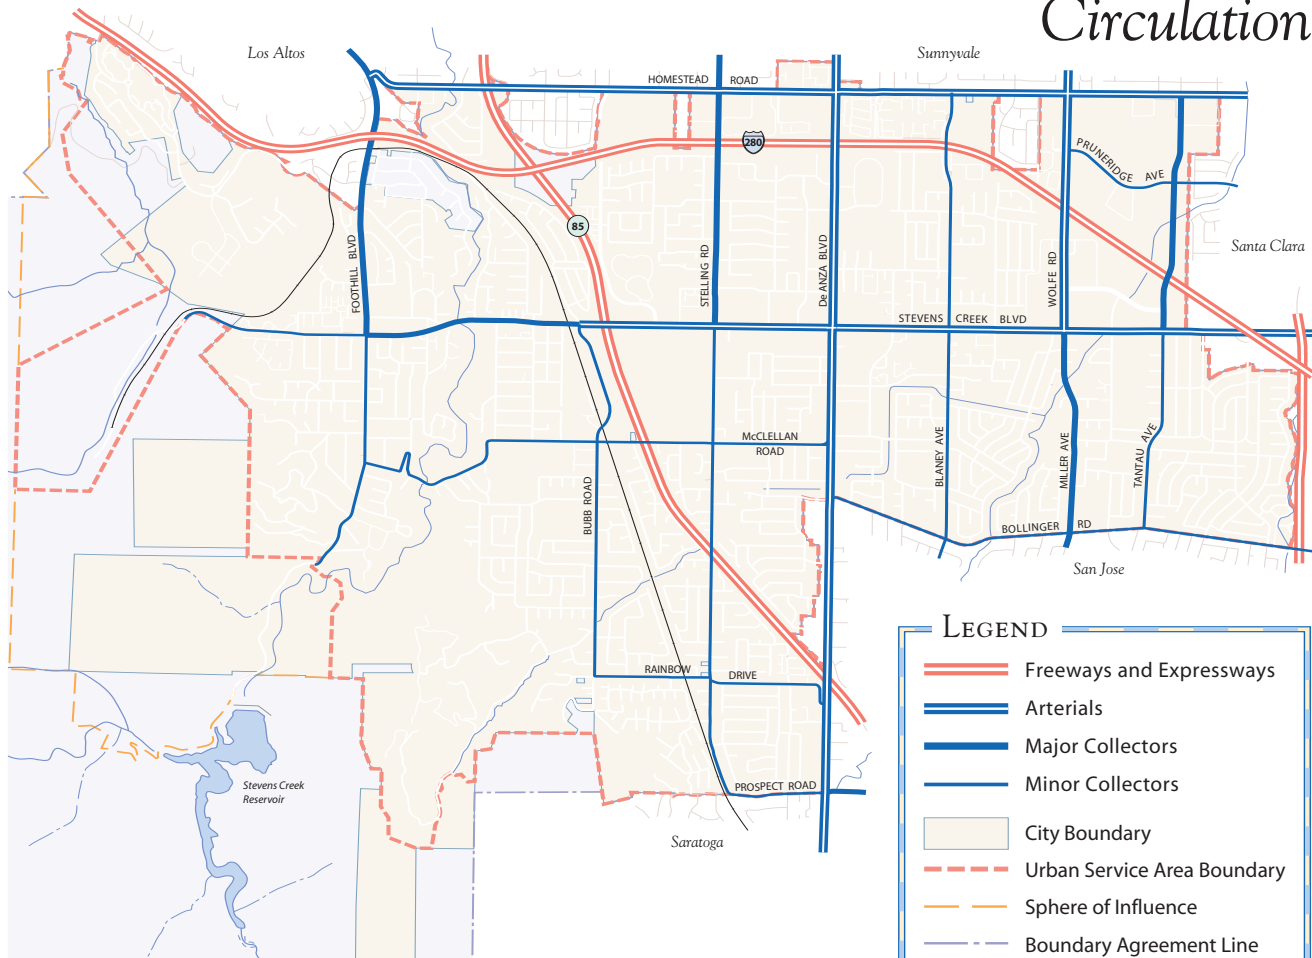 Circulation
Los Altos
Sunnyvale
HOMESTEAD ROAD
280
PRUNERIDGE AVE
85
Santa Clara
FOOTHILL BLVD
STELLING RD
De ANZA BLVD
WOLFE RD
STEVENS CREEK BLVD
McCLELLAN
ROAD
BLANEY AVE
MILLER AVE
TANTAU AVE
BUBB ROAD
BOLLINGER RD
San Jose
RAINBOW DRIVE
Stevens Creek
Reservoir
PROSPECT ROAD
Saratoga
LEGEND
Freeways and Expressways
Arterials
Major Collectors
Minor Collectors
City Boundary
Urban Service Area Boundary
Sphere of Influence
Boundary Agreement Line